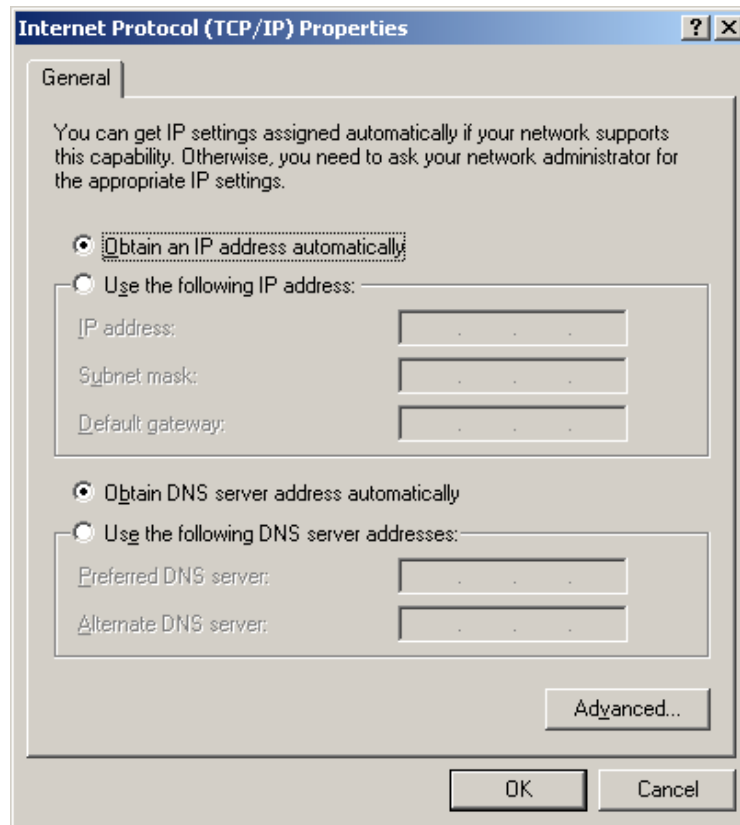 Internet Protocol (TCP/IP) Properties
General
You can get IP settings assigned automatically if your network supports
this capability. Otherwise, you need to ask your network administrator for
the appropriate IP settings.
Obtain an IP address automatically
Use the following IP address:
IP address:
Subnet mask:
Default gateway:
Obtain DNS server address automatically
Use the following DNS server addresses:
Preferred DNS server:
Alternate DNS server:
Advanced...
OK Cancel